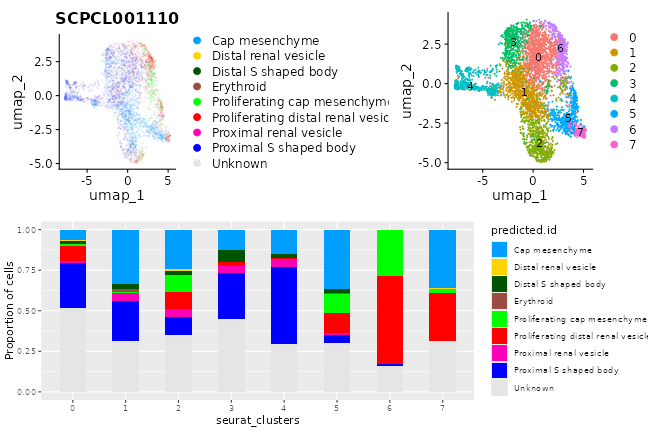 SCPCL001110
umap_2
2.5
0.0
-2.5
-5.0
-5
0
5
umap_1
Cap mesenchyme
Distal renal vesicle
Distal S shaped body
Erythroid
Proliferating cap mesenchym
Proliferating distal renal vesic
Proximal renal vesicle
Proximal S shaped body
Unknown
umap_2
2.5
0.0
-2.5
-5.0
-5
0
5
umap_1
3
6
0
4
1
5
7
2
0
1
2
3
4
5
6
7
Proportion of cells
1.00
0.75
0.50
0.25
0.00
0 1 2 3 4 5 6 7
seurat_clusters
predicted.id
Cap mesenchyme
Distal renal vesicle
Distal S shaped body
Erythroid
Proliferating cap mesenchyme
Proliferating distal renal vesicle
Proximal renal vesicle
Proximal S shaped body
Unknown